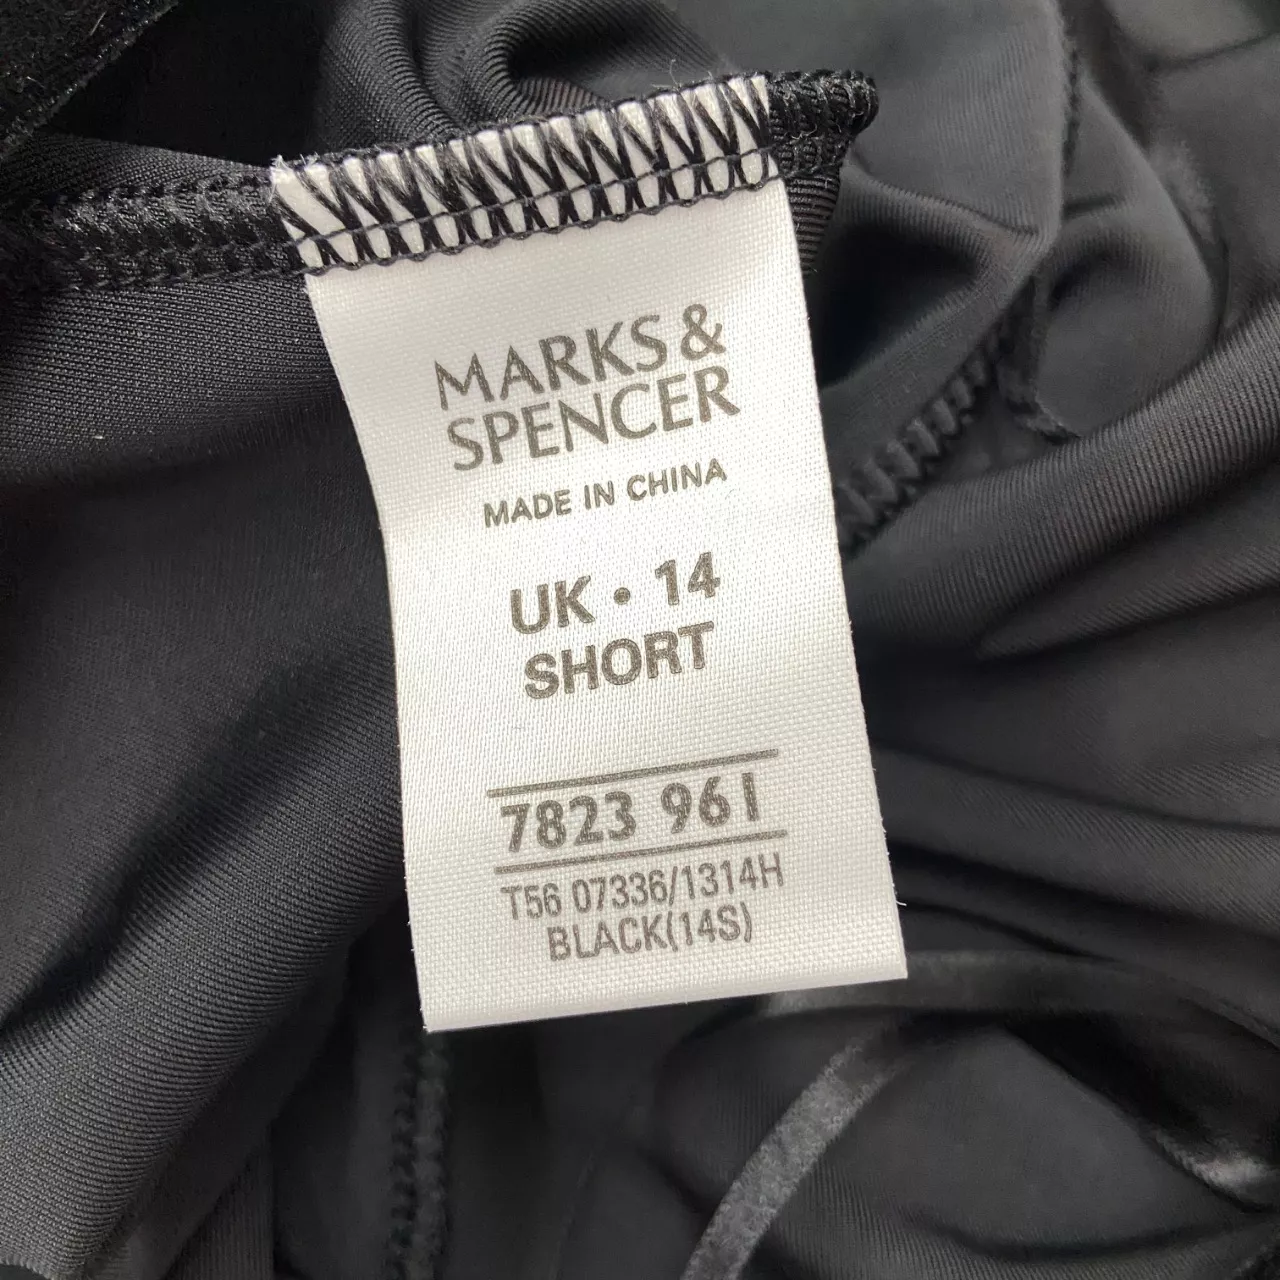 MARKS &
SPENCER
MADE IN CHINA
UK • 14
SHORT
7823 961
T56 07336/1314H
BLACK(14S)